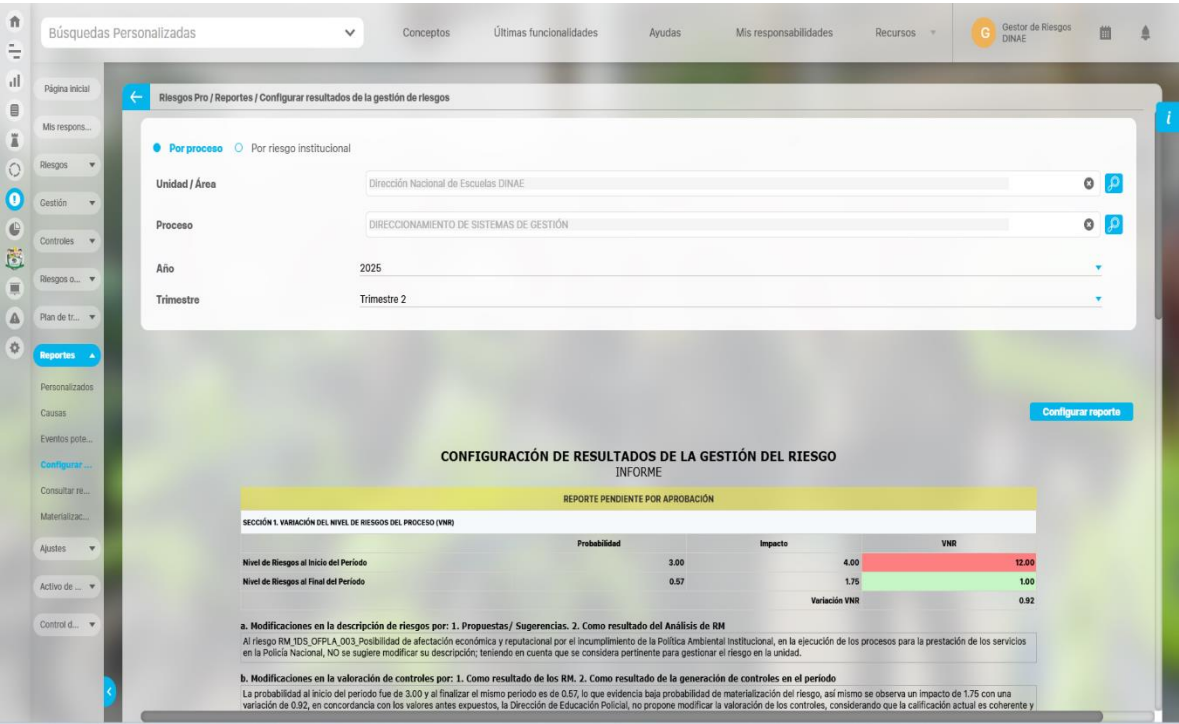 Búsquedas Personalizadas
Conceptos
Últimas funcionalidades
Ayudas
Mis responsabilidades
Recursos
G
Gestor de Riesgos
DINAE
Página inicial
Mis respons...
Riesgos
Gestión
Controles
Riesgos o...
Plan de tr...
Reportes
Personalizados
Causas
Eventos pote...
Configurar ...
Consultar re...
Materializac...
Ajustes
Activo de ...
Control d...
Riesgos Pro / Reportes / Configurar resultados de la gestión de riesgos
i
Por proceso
Por riesgo institucional
Unidad / Área
Dirección Nacional de Escuelas DINAE
Proceso
DIRECCIONAMIENTO DE SISTEMAS DE GESTIÓN
Año
2025
Trimestre
Trimestre 2
Configurar reporte
CONFIGURACIÓN DE RESULTADOS DE LA GESTIÓN DEL RIESGO
INFORME
REPORTE PENDIENTE POR APROBACIÓN
SECCIÓN 1. VARIACIÓN DEL NIVEL DE RIESGOS DEL PROCESO (VNR)
Probabilidad Impacto VNR
Nivel de Riesgos al Inicio del Período 3.00 4.00 12.00
Nivel de Riesgos al Final del Período 0.57 1.75 1.00
Variación VNR 0.92
a. Modificaciones en la descripción de riesgos por: 1. Propuestas/ Sugerencias. 2. Como resultado del Análisis de RM
Al riesgo RM_1DS_OFPLA_003_Posibilidad de afectación económica y reputacional por el incumplimiento de la Política Ambiental Institucional, en la ejecución de los procesos para la prestación de los servicios
en la Policía Nacional, NO se sugiere modificar su descripción; teniendo en cuenta que se considera pertinente para gestionar el riesgo en la unidad.
b. Modificaciones en la valoración de controles por: 1. Como resultado de los RM. 2. Como resultado de la generación de controles en el período
La probabilidad al inicio del periodo fue de 3.00 y al finalizar el mismo periodo es de 0.57, lo que evidencia baja probabilidad de materialización del riesgo, así mismo se observa un impacto de 1.75 con una
variación de 0.92, en concordancia con los valores antes expuestos, la Dirección de Educación Policial, no propone modificar la valoración de los controles, considerando que la calificación actual es coherente y